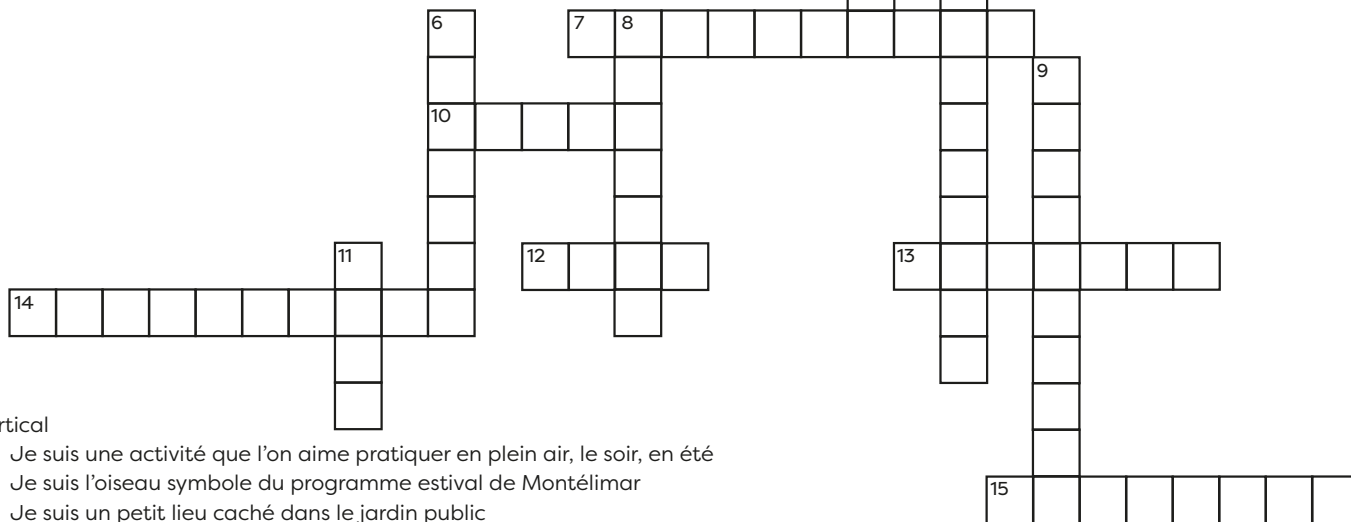 6
7 8
9
10
11
12
13
14
rtical
Je suis une activité que l'on aime pratiquer en plein air, le soir, en été
Je suis l'oiseau symbole du programme estival de Montélimar
15
Je suis un petit lieu caché dans le jardin public